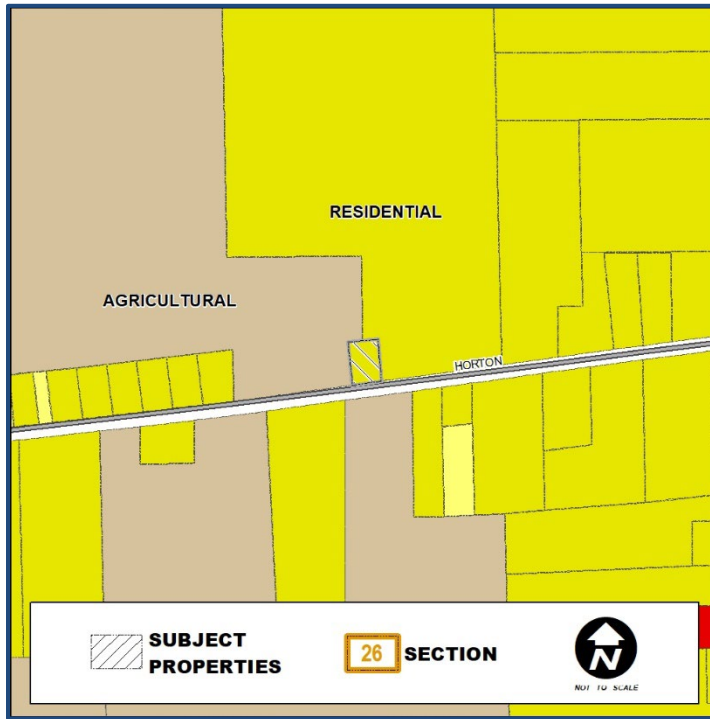 RESIDENTIAL
AGRICULTURAL
HORTON
SUBJECT
PROPERTIES
26 SECTION
N
NOT TO SCALE